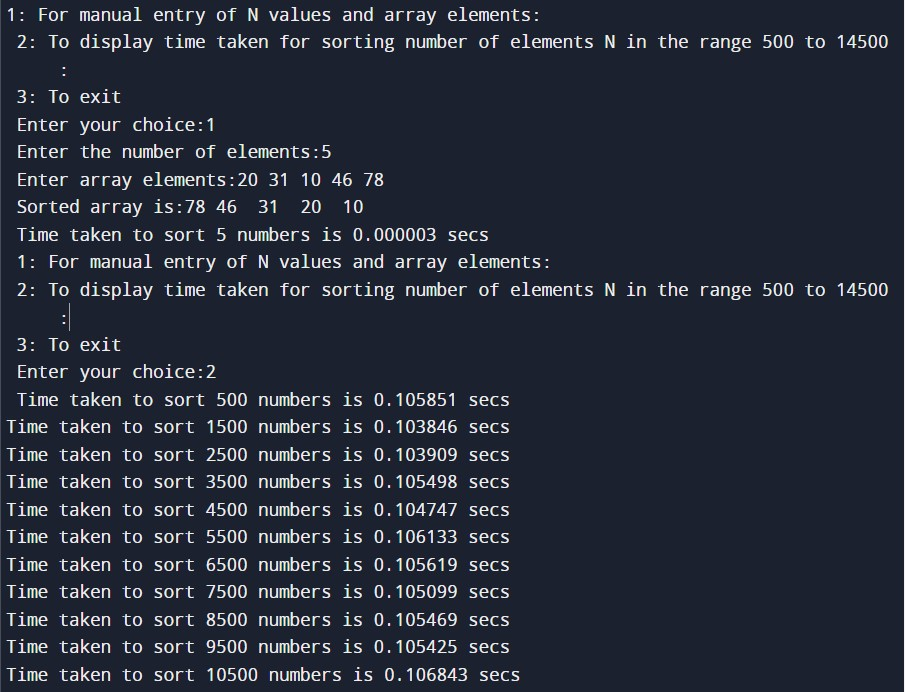 1: For manual entry of N values and array elements:
2: To display time taken for sorting number of elements N in the range 500 to 14500
:
3: To exit
Enter your choice:1
Enter the number of elements:5
Enter array elements:20 31 10 46 78
Sorted array is:78 46  31  20  10
Time taken to sort 5 numbers is 0.000003 secs
1: For manual entry of N values and array elements:
2: To display time taken for sorting number of elements N in the range 500 to 14500
:
3: To exit
Enter your choice:2
Time taken to sort 500 numbers is 0.105851 secs
Time taken to sort 1500 numbers is 0.103846 secs
Time taken to sort 2500 numbers is 0.103909 secs
Time taken to sort 3500 numbers is 0.105498 secs
Time taken to sort 4500 numbers is 0.104747 secs
Time taken to sort 5500 numbers is 0.106133 secs
Time taken to sort 6500 numbers is 0.105619 secs
Time taken to sort 7500 numbers is 0.105099 secs
Time taken to sort 8500 numbers is 0.105469 secs
Time taken to sort 9500 numbers is 0.105425 secs
Time taken to sort 10500 numbers is 0.106843 secs